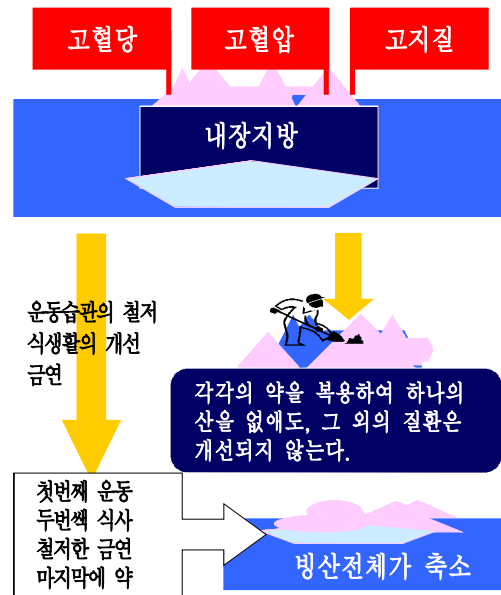 고혈당
고혈압
고지질
내장지방
운동습관의 철저
식생활의 개선
금연
각각의 약을 복용하여 하나의
산을 없애도, 그 외의 질환은
개선되지 않는다.
첫번째 운동
두번쩩 식사
철저한 금연
마지막에 약
빙산전체가 축소